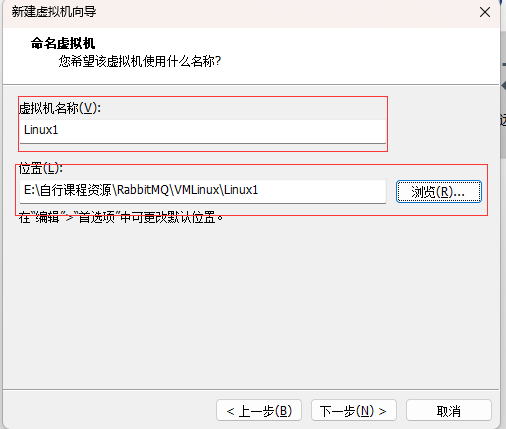 新建虚拟机向导
命名虚拟机
您希望该虚拟机使用什么名称?
虚拟机名称(V):
Linux1
位置(L):
E:\自行课程资源\RabbitMQ\VMLinux\Linux1
浏览(R)...
在"编辑">"首选项"中可更改默认位置。
< 上一步(B)
下一步(N) >
取消